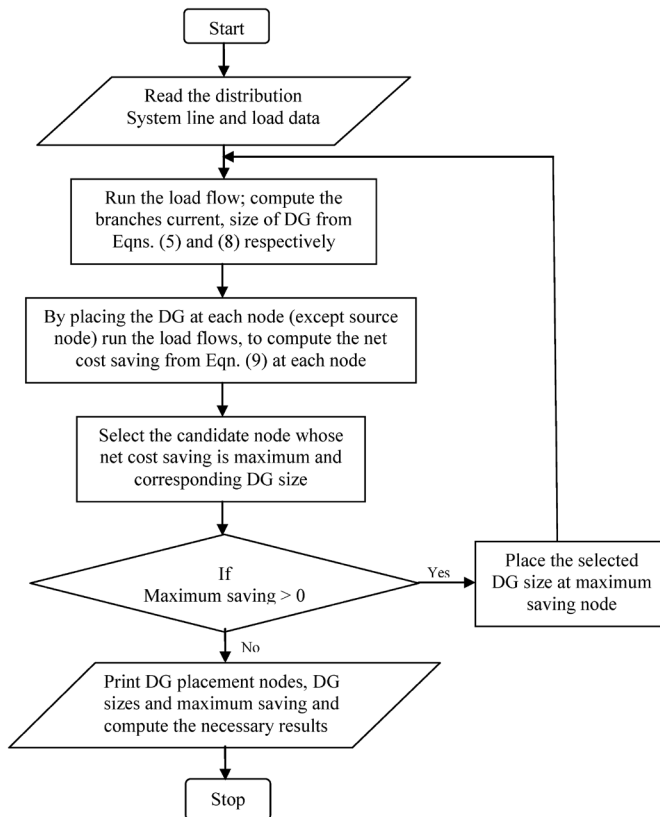 Start
Read the distribution
System line and load data
Run the load flow; compute the
branches current, size of DG from
Eqns. (5) and (8) respectively
By placing the DG at each node (except source
node) run the load flows, to compute the net
cost saving from Eqn. (9) at each node
Select the candidate node whose
net cost saving is maximum and
corresponding DG size
If
Maximum saving > 0
Yes
Place the selected
DG size at maximum
saving node
No
Print DG placement nodes, DG
sizes and maximum saving and
compute the necessary results
Stop